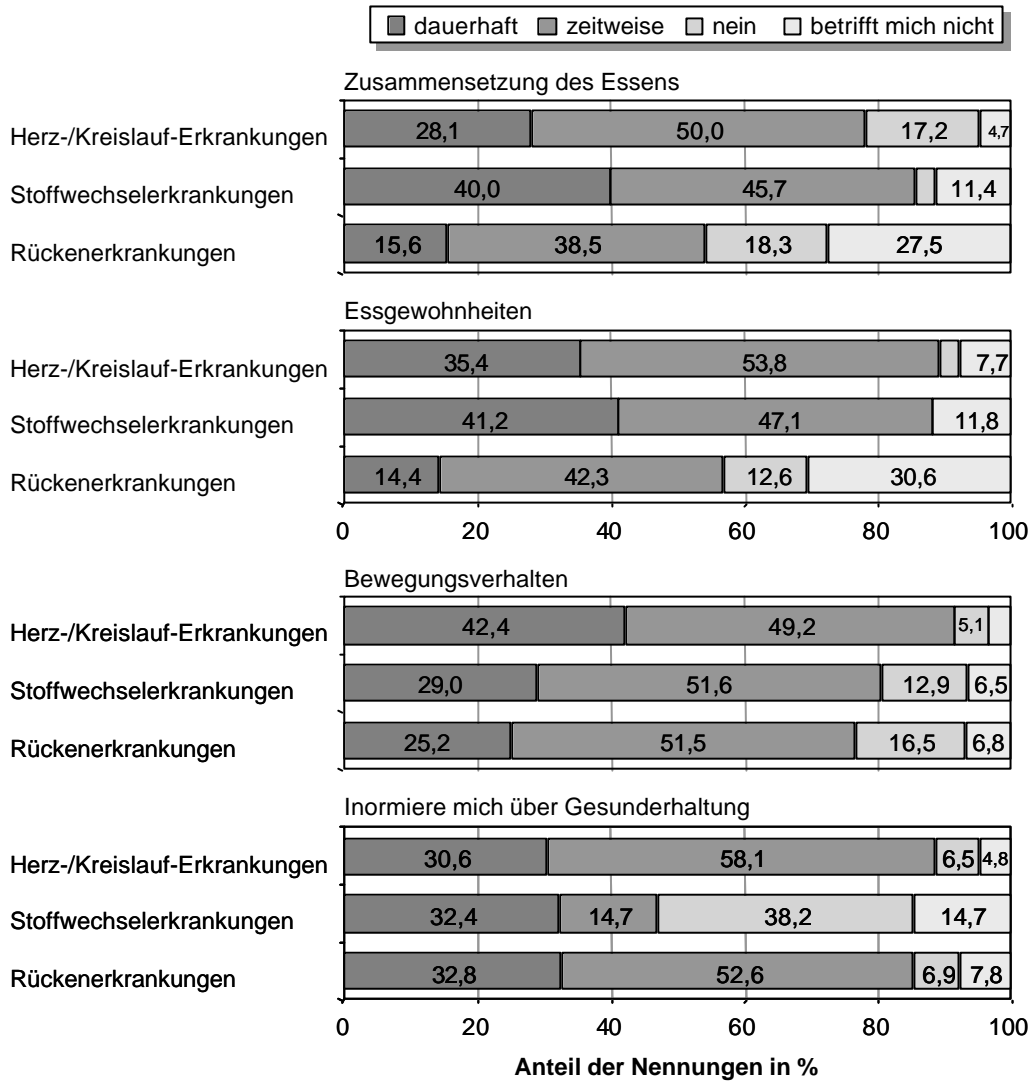 dauerhaft zeitweise nein betrifft mich nicht
Zusammensetzung des Essens
Herz-/Kreislauf-Erkrankungen 28,1 50,0 17,2 4,7
Stoffwechselerkrankungen 40,0 45,7 11,4
Rückenerkrankungen 15,6 38,5 18,3 27,5
Essgewohnheiten
Herz-/Kreislauf-Erkrankungen 35,4 53,8 7,7
Stoffwechselerkrankungen 41,2 47,1 11,8
Rückenerkrankungen 14,4 42,3 12,6 30,6
0 20 40 60 80 100
Bewegungsverhalten
Herz-/Kreislauf-Erkrankungen 42,4 49,2 5,1
Stoffwechselerkrankungen 29,0 51,6 12,9 6,5
Rückenerkrankungen 25,2 51,5 16,5 6,8
Inormiere mich über Gesunderhaltung
Herz-/Kreislauf-Erkrankungen 30,6 58,1 6,5 4,8
Stoffwechselerkrankungen 32,4 14,7 38,2 14,7
Rückenerkrankungen 32,8 52,6 6,9 7,8
0 20 40 60 80 100
Anteil der Nennungen in %